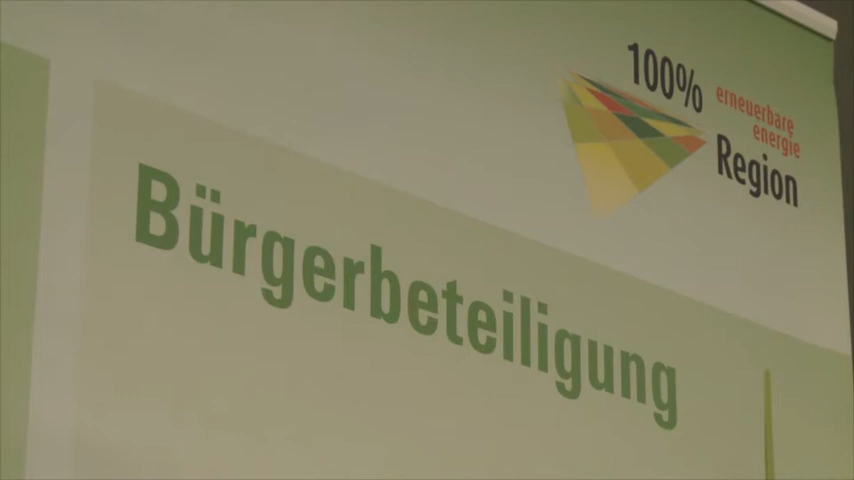 100%
erneuerbare
energie
Region
Bürgerbeteiligung